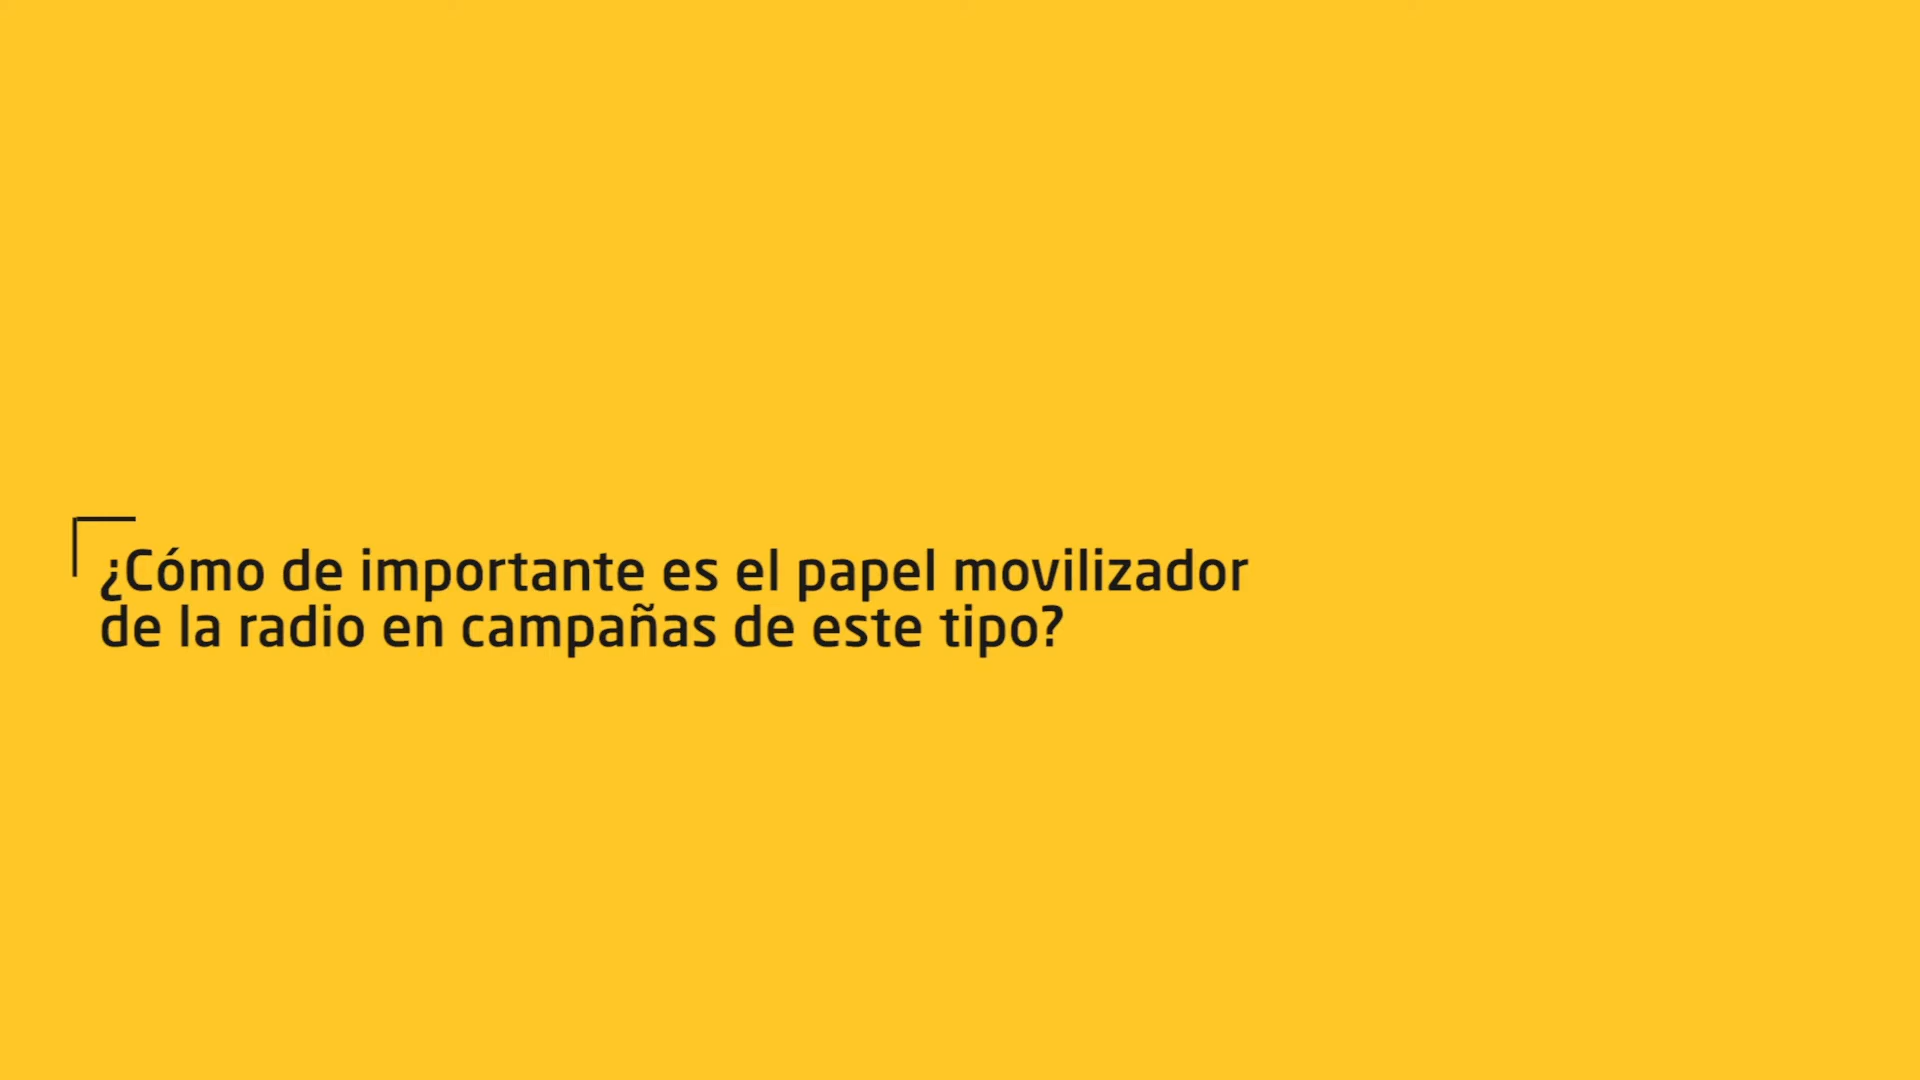 ¿Cómo de importante es el papel movilizador
de la radio en campañas de este tipo?